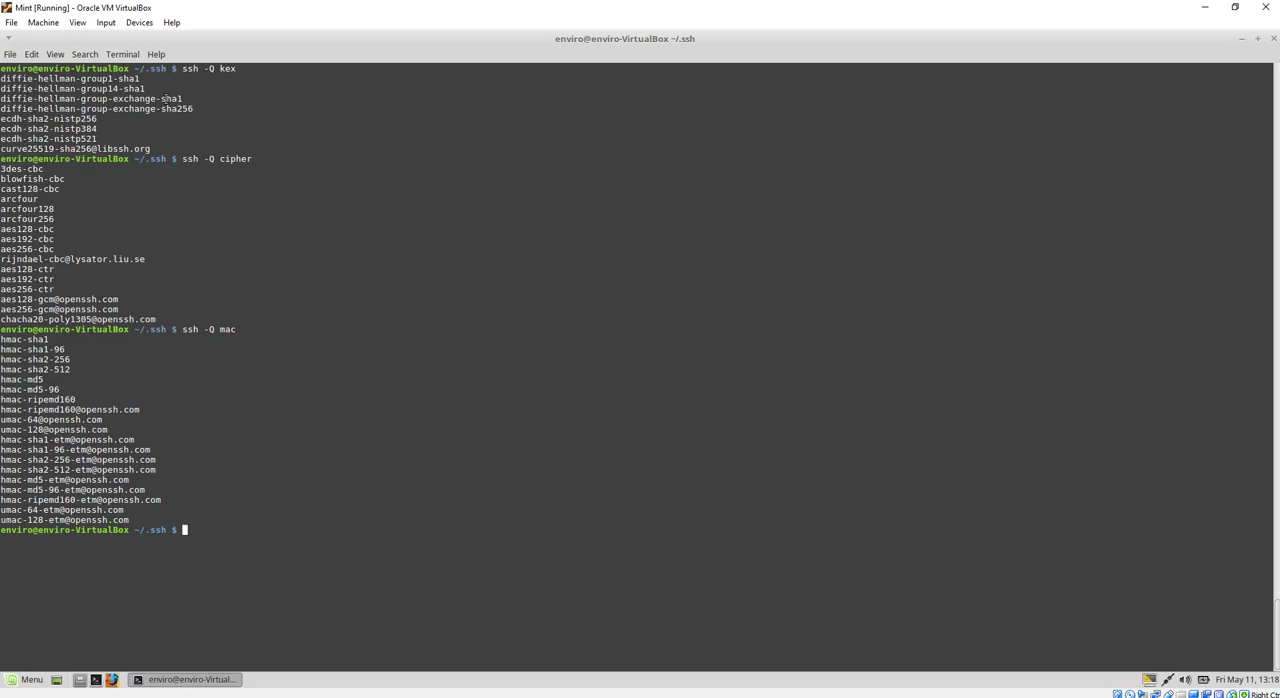 Mint [Running] - Oracle VM VirtualBox
File Machine View Input Devices Help
enviro@enviro-VirtualBox ~/.ssh
File Edit View Search Terminal Help
enviro@enviro-VirtualBox ~/.ssh $ ssh -Q kex
diffie-hellman-group1-sha1
diffie-hellman-group14-sha1
diffie-hellman-group-exchange-sha1
diffie-hellman-group-exchange-sha256
ecdh-sha2-nistp256
ecdh-sha2-nistp384
ecdh-sha2-nistp521
curve25519-sha256@libssh.org
enviro@enviro-VirtualBox ~/.ssh $ ssh -Q cipher
3des-cbc
blowfish-cbc
cast128-cbc
arcfour
arcfour128
arcfour256
aes128-cbc
aes192-cbc
aes256-cbc
rijndael-cbc@lysator.liu.se
aes128-ctr
aes192-ctr
aes256-ctr
aes128-gcm@openssh.com
aes256-gcm@openssh.com
chacha20-poly1305@openssh.com
enviro@enviro-VirtualBox ~/.ssh $ ssh -Q mac
hmac-sha1
hmac-sha1-96
hmac-sha2-256
hmac-sha2-512
hmac-md5
hmac-md5-96
hmac-ripemd160
hmac-ripemd160@openssh.com
umac-64@openssh.com
umac-128@openssh.com
hmac-sha1-etm@openssh.com
hmac-sha1-96-etm@openssh.com
hmac-sha2-256-etm@openssh.com
hmac-sha2-512-etm@openssh.com
hmac-md5-etm@openssh.com
hmac-md5-96-etm@openssh.com
hmac-ripemd160-etm@openssh.com
umac-64-etm@openssh.com
umac-128-etm@openssh.com
enviro@enviro-VirtualBox ~/.ssh $
Menu enviro@enviro-Virtual... Fri May 11, 13:18
Right Ctr